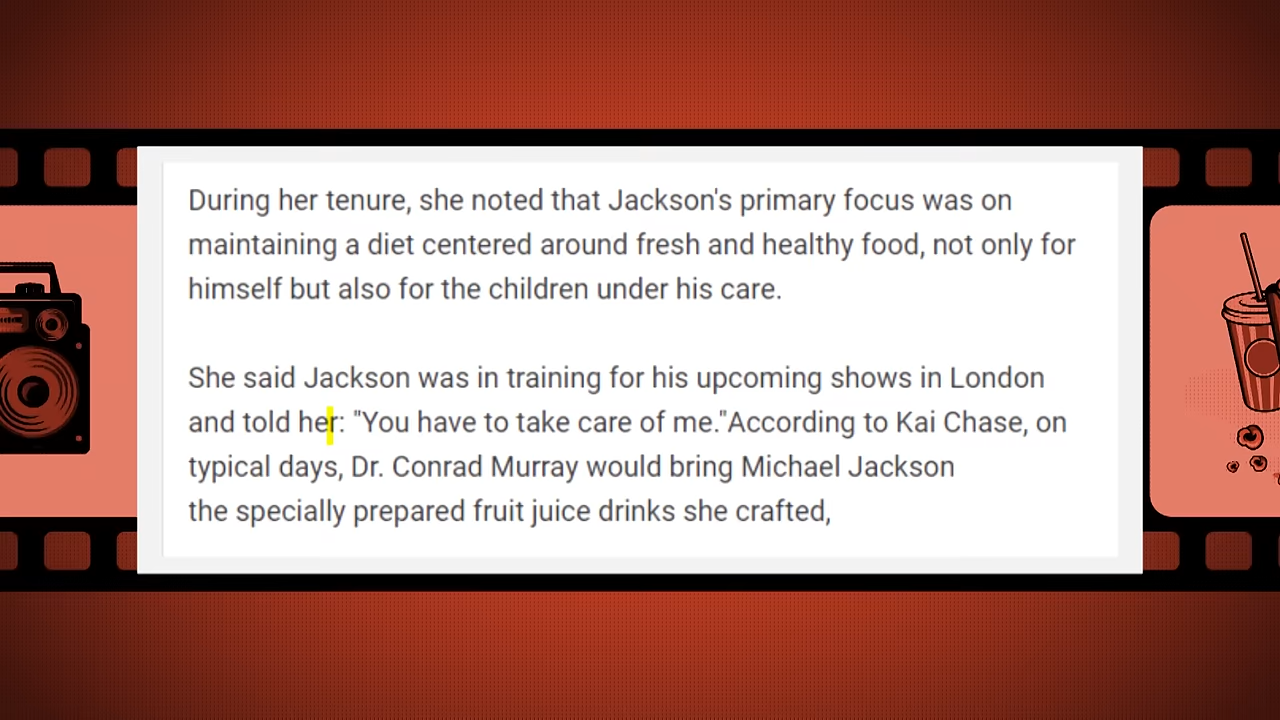 During her tenure, she noted that Jackson's primary focus was on
maintaining a diet centered around fresh and healthy food, not only for
himself but also for the children under his care.
She said Jackson was in training for his upcoming shows in London
and told her: "You have to take care of me."According to Kai Chase, on
typical days, Dr. Conrad Murray would bring Michael Jackson
the specially prepared fruit juice drinks she crafted,